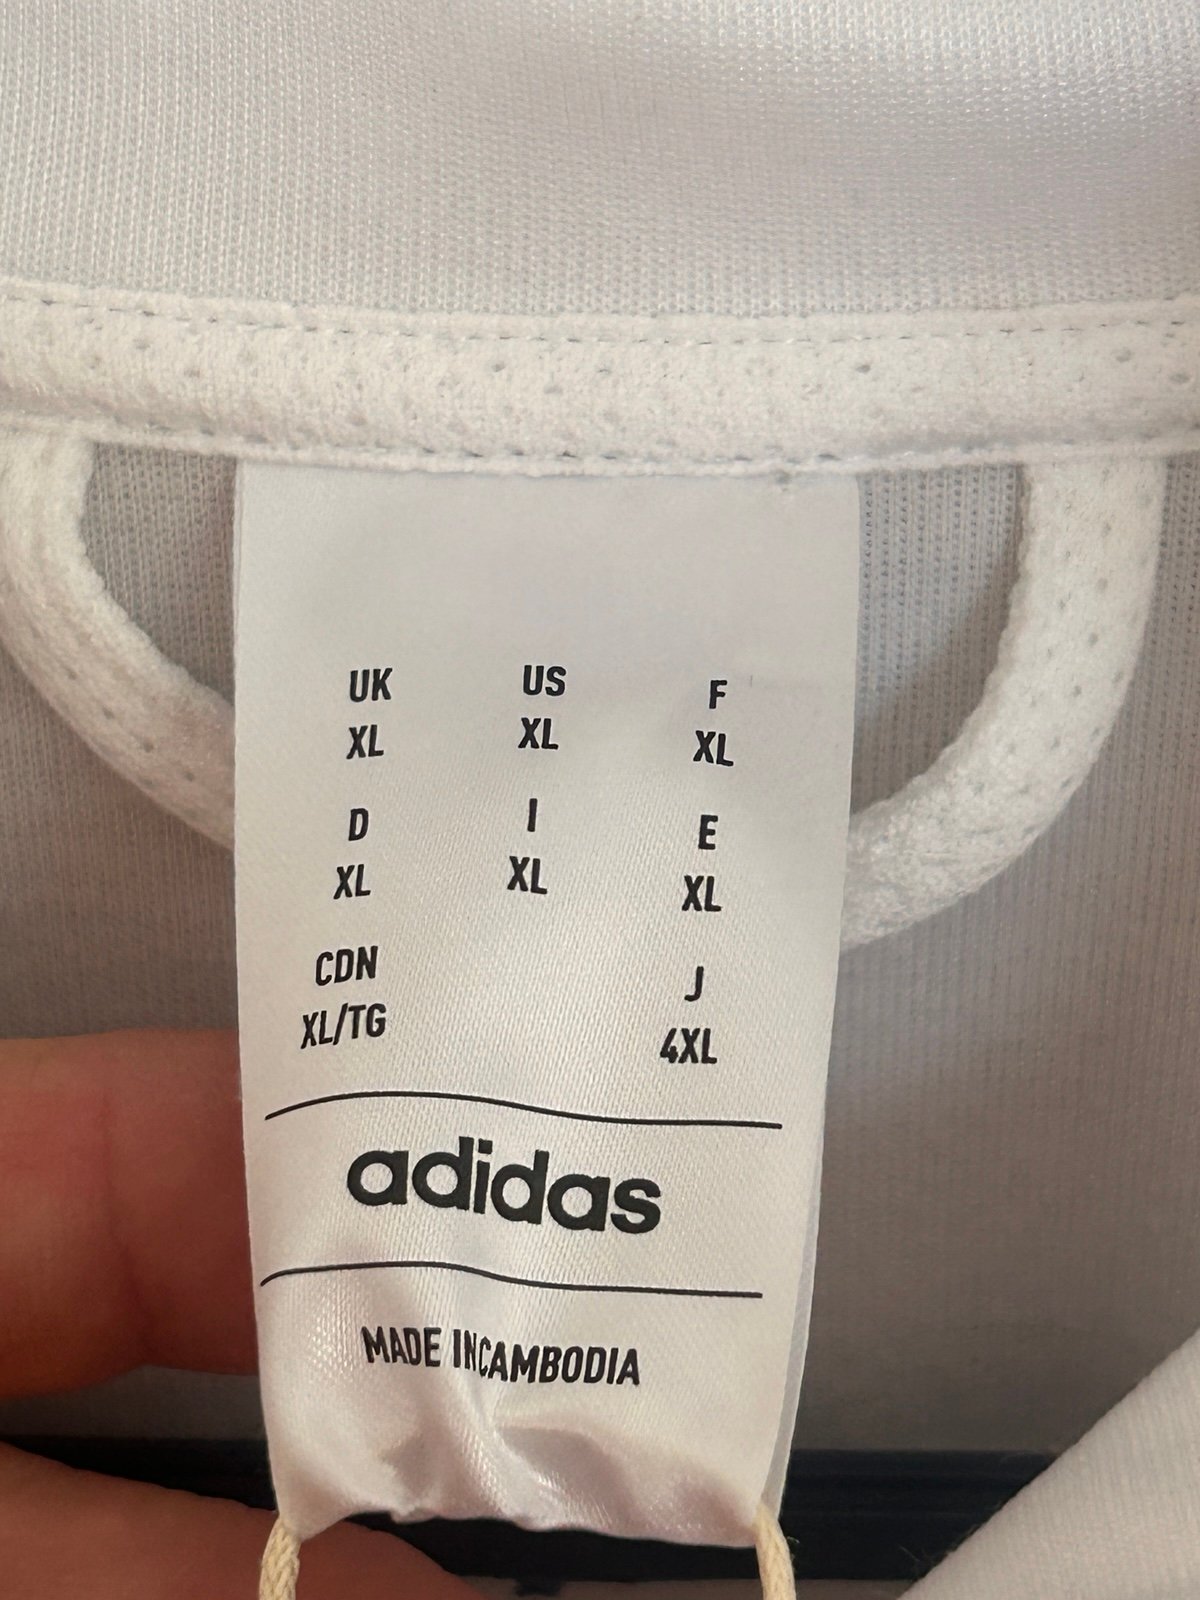 UK US F
XL XL XL
D I E
XL XL XL
CDN J
XL/TG 4XL
adidas
MADE INCAMBODIA